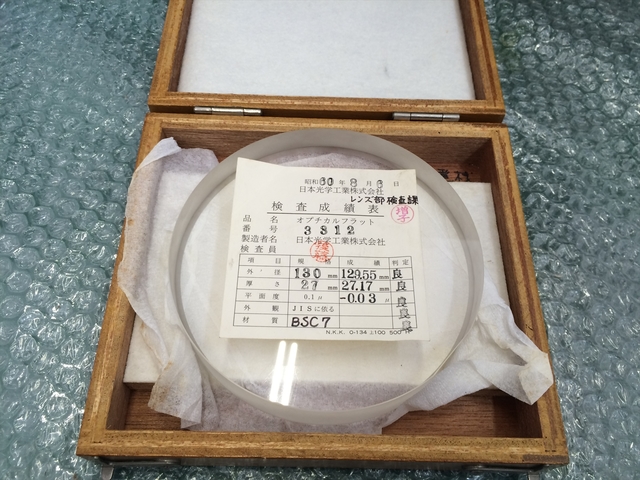 昭和 60 年 8 月 6 日
日本光学工業株式会社
レンズ部 検査課
検査成績表
品名 オプチカルフラット
番号 3312
製造者名 日本光学工業株式会社
検査員
項目 規格 成績 判定
外径 130 mm 129.55 mm 良
厚さ 27 mm 27.17 mm 良
平面度 0.1μ -0.03 μ 良
外観 JISに依る 良
材質 BSC7 良
N.K.K. 0-134 J.100 500